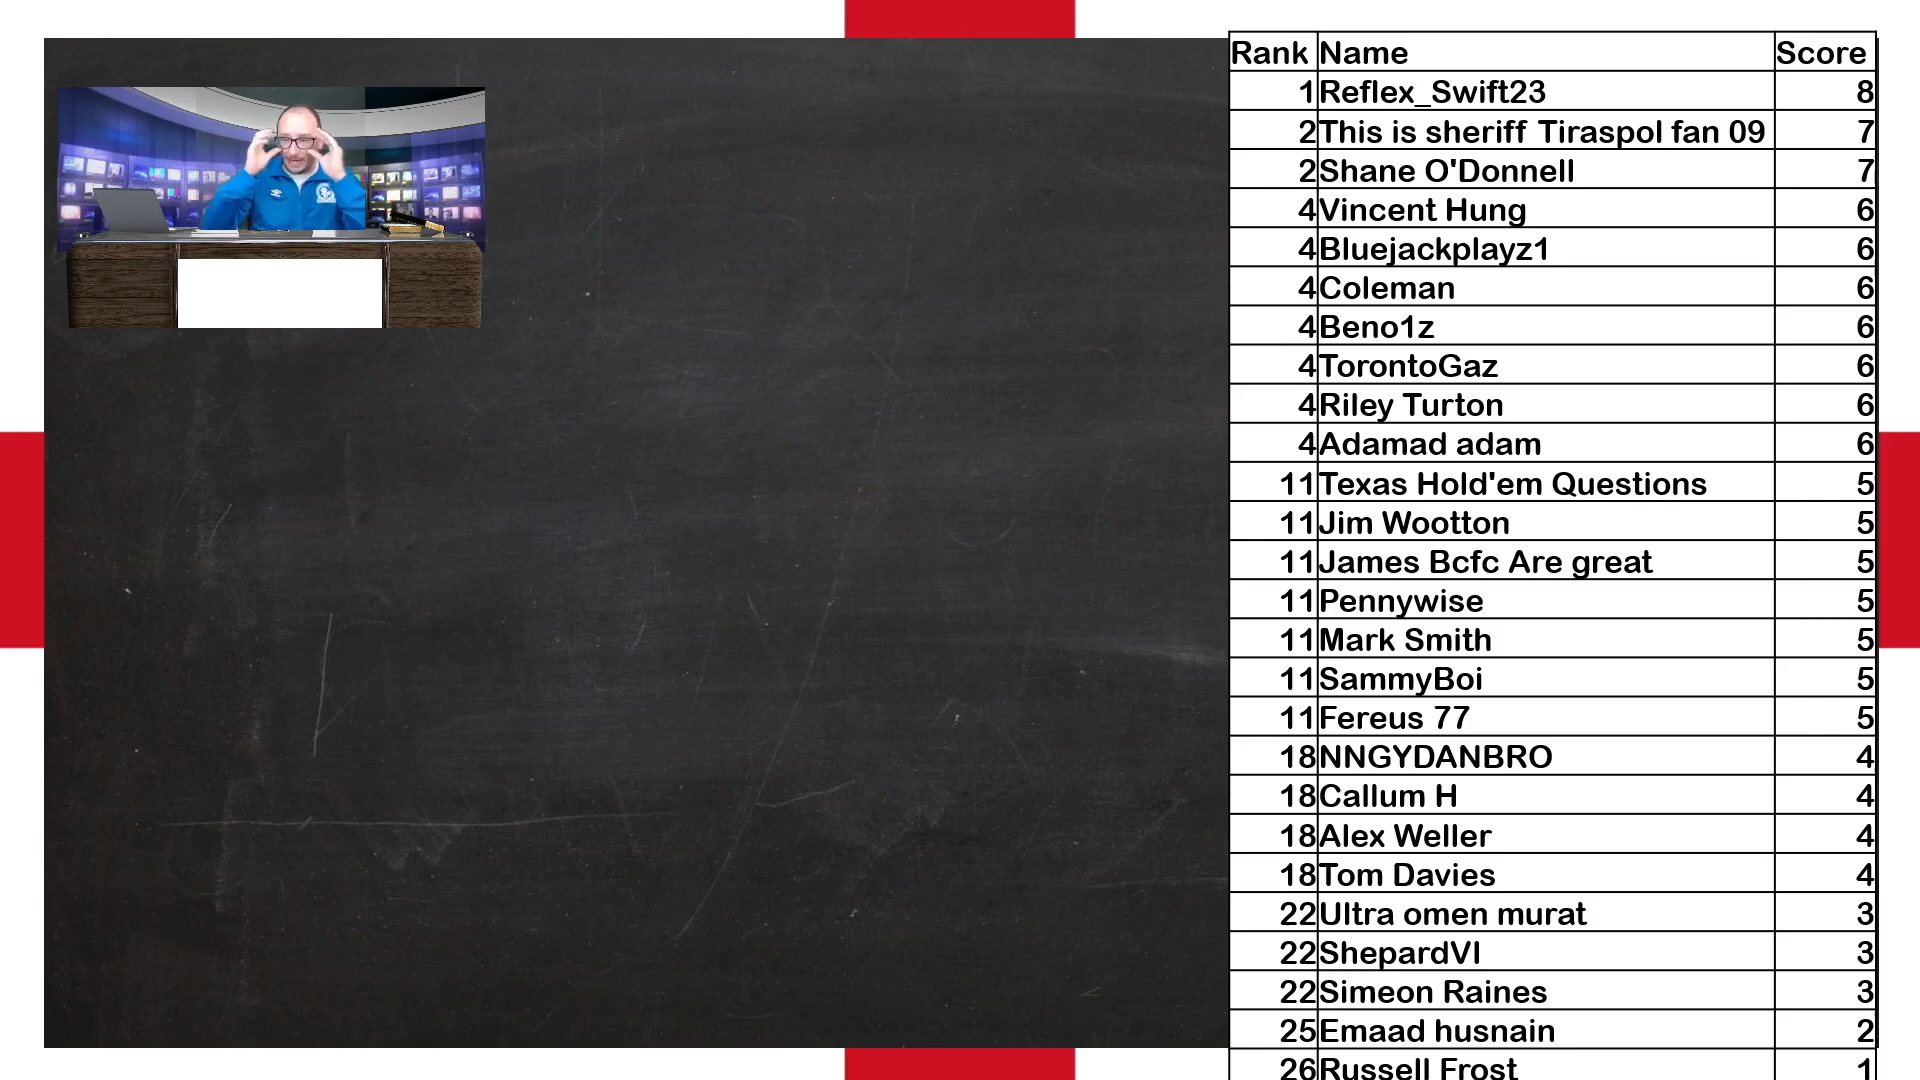 Rank Name Score
1 Reflex_Swift23 8
2 This is sheriff Tiraspol fan 09 7
2 Shane O'Donnell 7
4 Vincent Hung 6
4 Bluejackplayz1 6
4 Coleman 6
4 Beno1z 6
4 TorontoGaz 6
4 Riley Turton 6
4 Adamad adam 6
11 Texas Hold'em Questions 5
11 Jim Wootton 5
11 James Bcfc Are great 5
11 Pennywise 5
11 Mark Smith 5
11 SammyBoi 5
11 Fereus 77 5
18 NNGYDANBRO 4
18 Callum H 4
18 Alex Weller 4
18 Tom Davies 4
22 Ultra omen murat 3
22 ShepardVI 3
22 Simeon Raines 3
25 Emaad husnain 2
26 Russell Frost 1